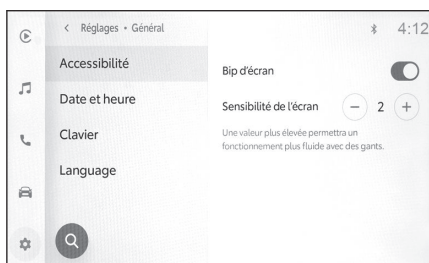 < Réglages • Général
4:12
Accessibilité
Bip d'écran
Date et heure
Sensibilité de l'écran
− 2 +
Clavier
Une valeur plus élevée permettra un
fonctionnement plus fluide avec des gants.
Language